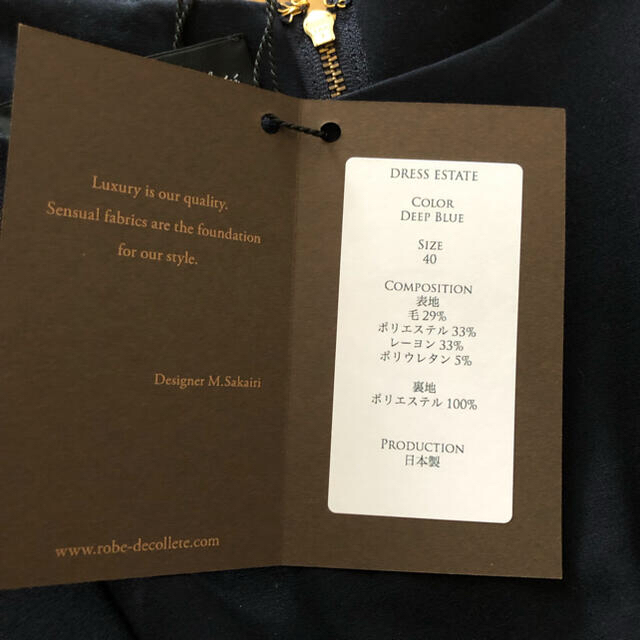 Luxury is our quality.
Sensual fabrics are the foundation
for our style.
Designer M.Sakairi
www.robe-decollete.com
DRESS ESTATE
COLOR
DEEP BLUE
SIZE
40
COMPOSITION
表地
毛 29%
ポリエステル 33%
レーヨン 33%
ポリウレタン 5%
裏地
ポリエステル 100%
PRODUCTION
日本製